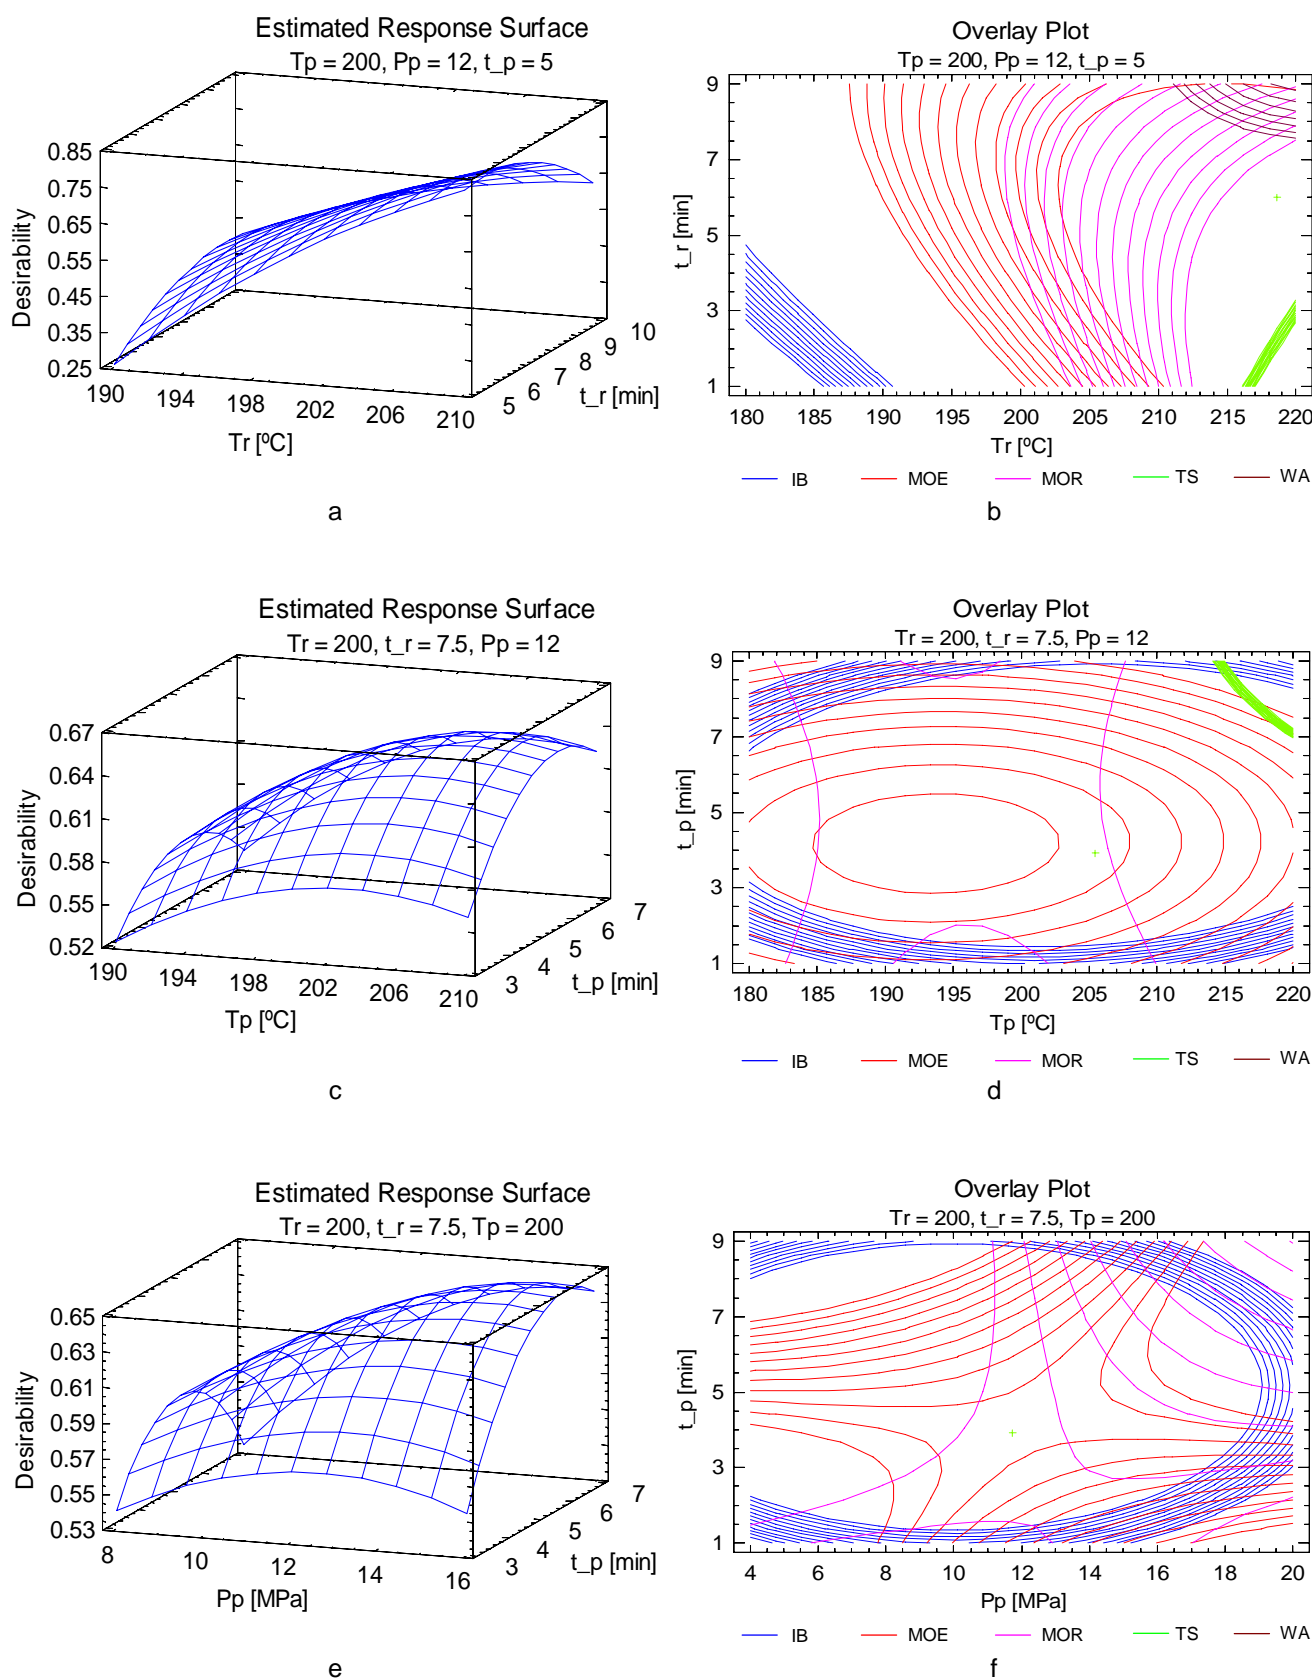 Estimated Response Surface
Tp = 200, Pp = 12, t_p = 5
0.85
0.75
0.65
0.55
0.45
0.35
0.25
Desirability
190
194
198
202
206
210
Tr [ºC]
5
6
7
8
9
10
t_r [min]
a
Overlay Plot
Tp = 200, Pp = 12, t_p = 5
9
7
5
3
1
t_r [min]
180 185 190 195 200 205 210 215 220
Tr [ºC]
IB MOE MOR TS WA
b
Estimated Response Surface
Tr = 200, t_r = 7.5, Pp = 12
0.67
0.64
0.61
0.58
0.55
0.52
Desirability
190
194
198
202
206
210
Tp [ºC]
3
4
5
6
7
t_p [min]
c
Overlay Plot
Tr = 200, t_r = 7.5, Pp = 12
9
7
5
3
1
t_p [min]
180 185 190 195 200 205 210 215 220
Tp [ºC]
IB MOE MOR TS WA
d
Estimated Response Surface
Tr = 200, t_r = 7.5, Tp = 200
0.65
0.63
0.61
0.59
0.57
0.55
0.53
Desirability
8
10
12
14
16
Pp [MPa]
3
4
5
6
7
t_p [min]
e
Overlay Plot
Tr = 200, t_r = 7.5, Tp = 200
9
7
5
3
1
t_p [min]
4 6 8 10 12 14 16 18 20
Pp [MPa]
IB MOE MOR TS WA
f